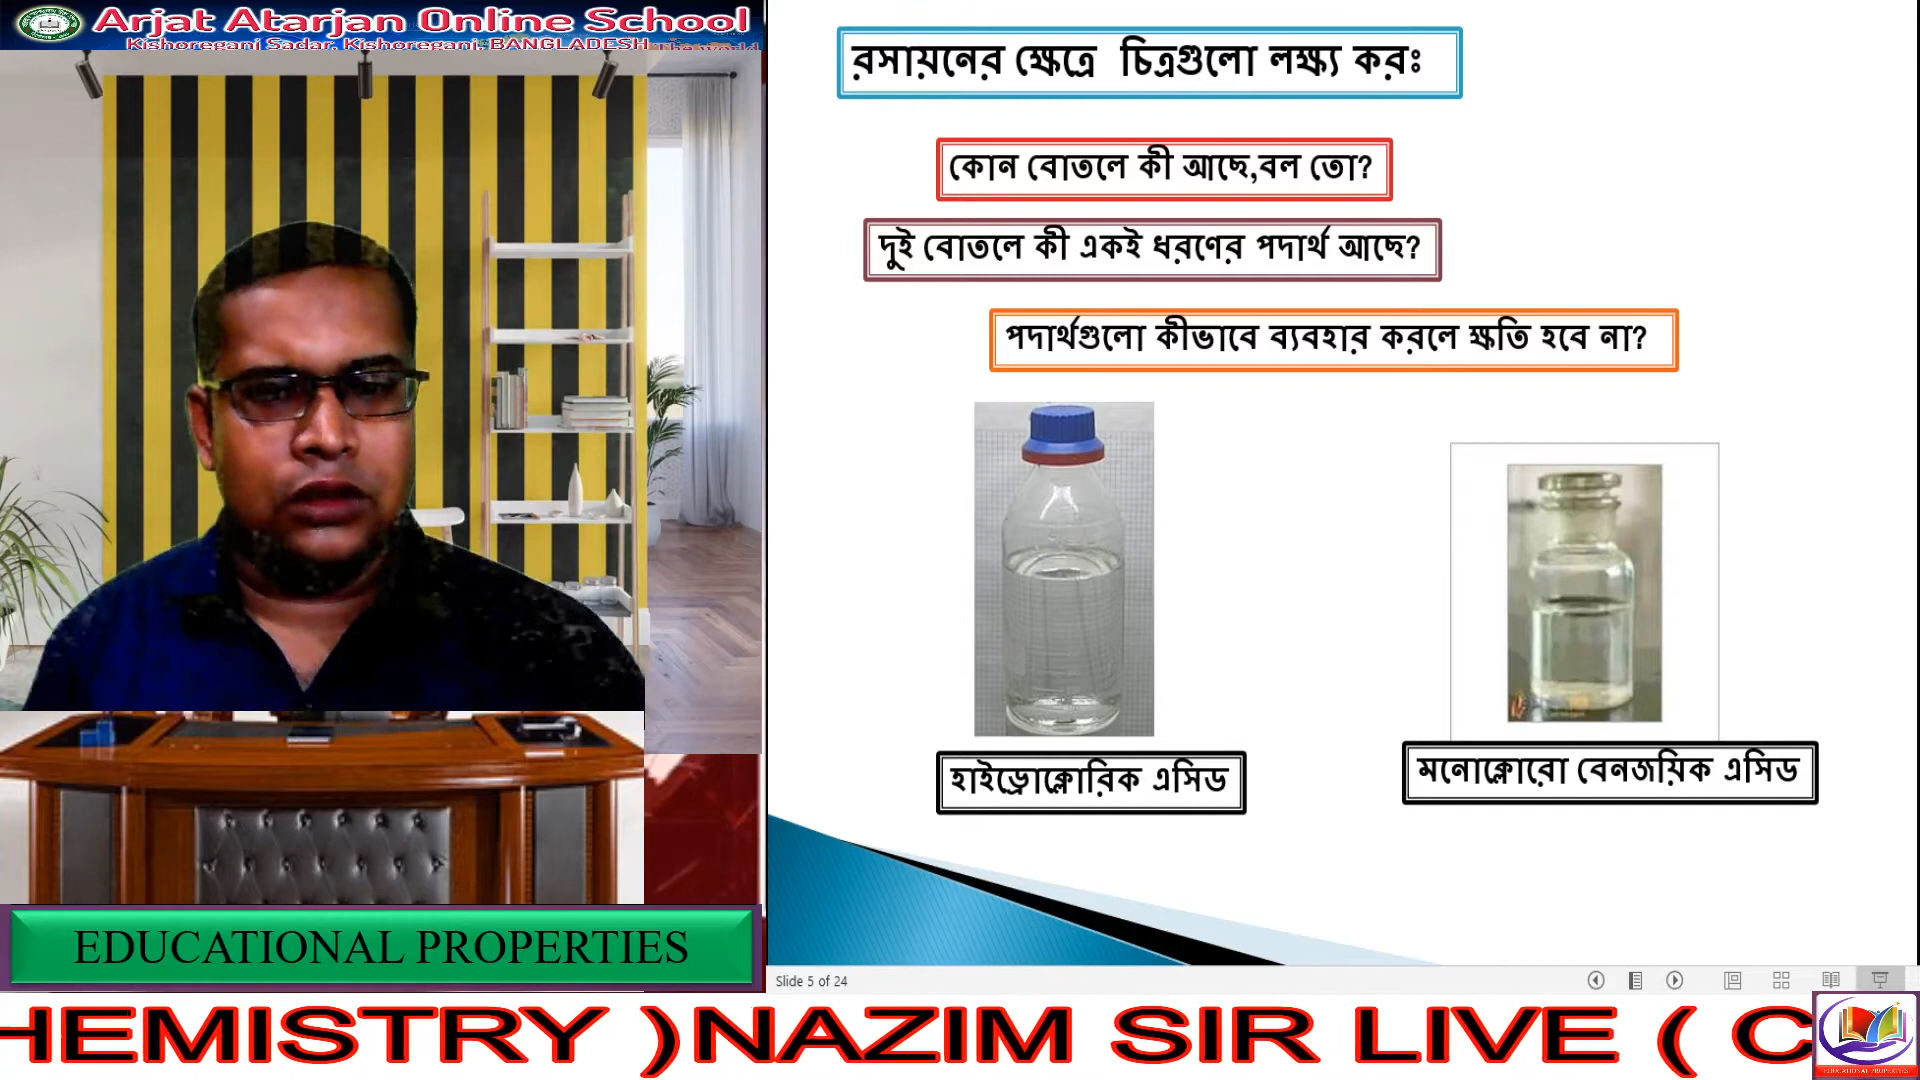 Arjat Atarjan Online School
Kishoreganj Sadar, Kishoreganj, BANGLADESH
রসায়নের ক্ষেত্রে চিত্রগুলো লক্ষ্য করঃ
কোন বোতলে কী আছে,বল তো?
দুই বোতলে কী একই ধরণের পদার্থ আছে?
পদার্থগুলো কীভাবে ব্যবহার করলে ক্ষতি হবে না?
হাইড্রোক্লোরিক এসিড
মনোক্লোরো বেনজয়িক এসিড
EDUCATIONAL PROPERTIES
Slide 5 of 24
HEMISTRY )NAZIM SIR LIVE ( C
EDUCATIONAL PROPERTIES